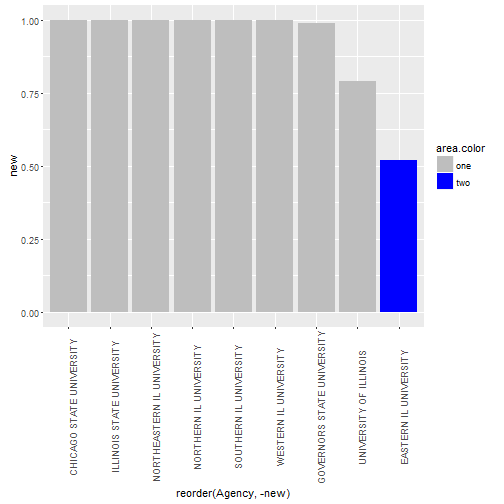 1.00
0.75
0.50
0.25
0.00
new
CHICAGO STATE UNIVERSITY
ILLINOIS STATE UNIVERSITY
NORTHEASTERN IL UNIVERSITY
NORTHERN IL UNIVERSITY
SOUTHERN IL UNIVERSITY
WESTERN IL UNIVERSITY
GOVERNORS STATE UNIVERSITY
UNIVERSITY OF ILLINOIS
EASTERN IL UNIVERSITY
reorder(Agency, -new)
area.color
one
two